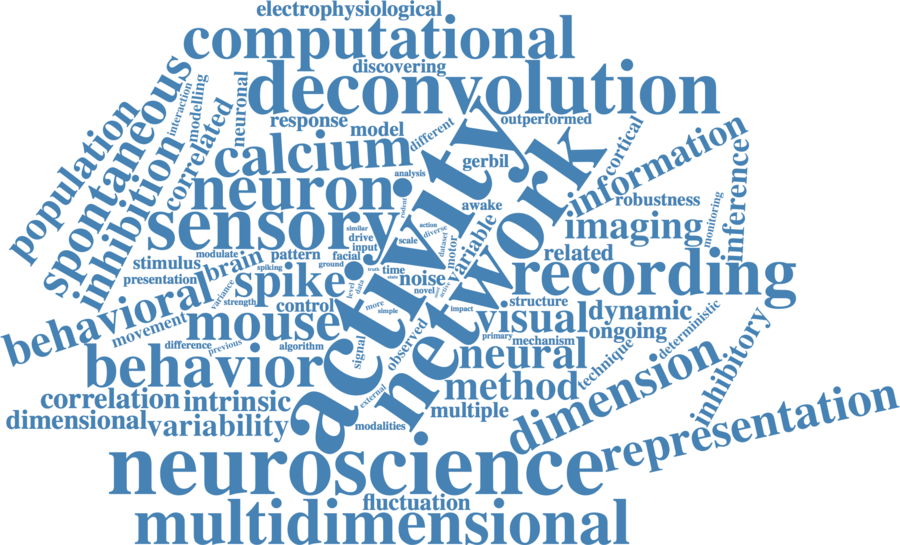 electrophysiological
computational
discovering
deconvolution
spontaneous
population
interaction
modelling
neuronal
inhibition
correlated
response
model
different
outperformed
cortical
calcium
analysis
gerbil
information
inference
neuron
activity
network
robustness
monitoring
sensory
awake
imaging
variable
similar
action
diverse
dataset
motor
drive
scale
input
related
stimulus
modulate
brain
pattern
facial
spiking
ground
time
noise
recording
presentation
behavioral
variance
spike
level
data
novel
strength
control
more
simple
impact
structure
dynamic
deterministic
movement
mouse
visual
ongoing
primary
mechanism
difference
previous
algorithm
signal
observed
neural
technique
inhibitory
behavior
method
dimension
external
correlation
intrinsic
multiple
dimensional
variability
modalities
representation
neuroscience
fluctuation
multidimensional